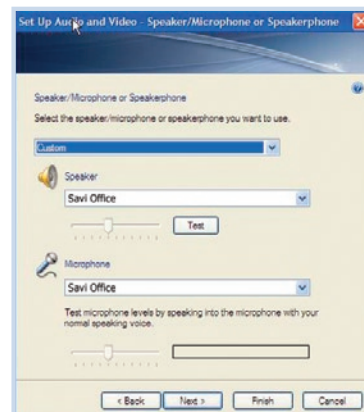 Set Up Audio and Video - Speaker/Microphone or Speakerphone
Speaker/Microphone or Speakerphone
Select the speaker/microphone or speakerphone you want to use.
Custom
Speaker
Savi Office
Test
Microphone
Savi Office
Test microphone levels by speaking into the microphone with your
normal speaking voice.
< Back
Next >
Finish
Cancel